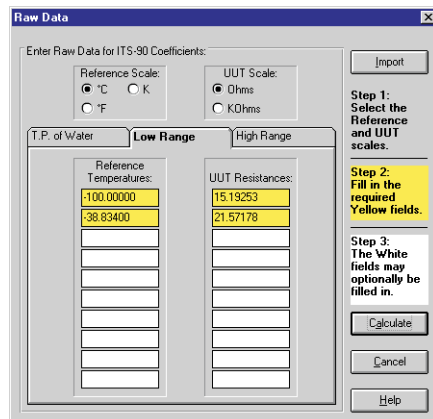 Raw Data
Enter Raw Data for ITS-90 Coefficients:
Reference Scale:
°C K
°F
UUT Scale:
Ohms
KOhms
T.P. of Water Low Range High Range
Reference
Temperatures:
UUT Resistances:
-100.00000 15.19253
-38.83400 21.57178
Import
Step 1:
Select the
Reference
and UUT
scales.
Step 2:
Fill in the
required
Yellow fields.
Step 3:
The White
fields may
optionally be
filled in.
Calculate
Cancel
Help